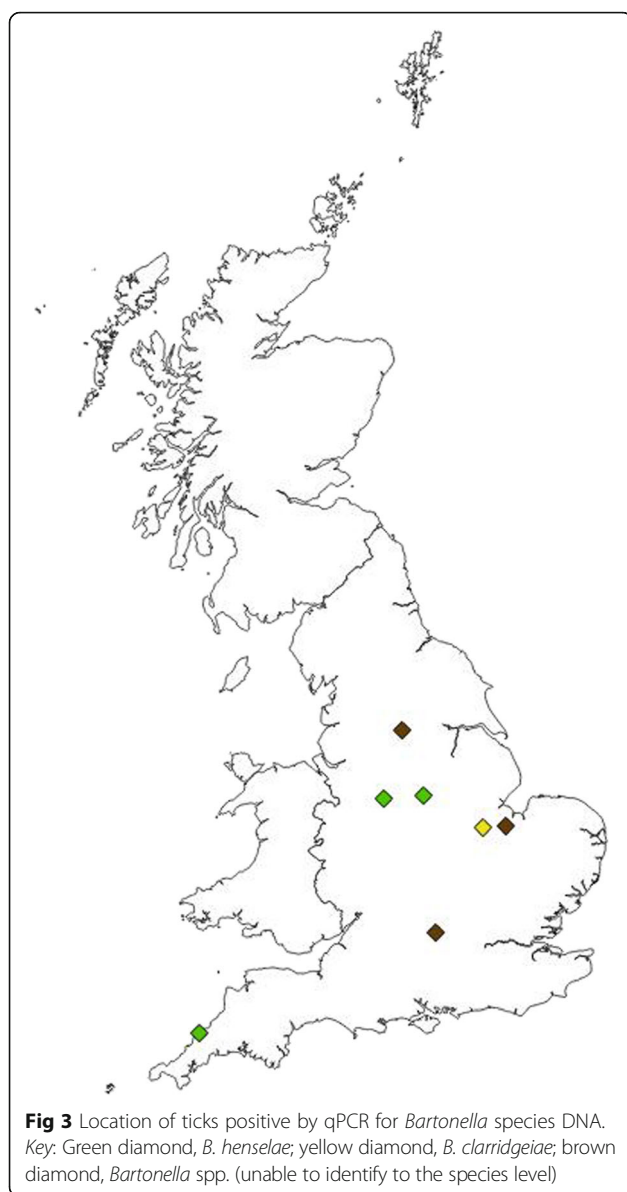 Fig 3 Location of ticks positive by qPCR for Bartonella species DNA.
Key: Green diamond, B. henselae; yellow diamond, B. clarridgeiae; brown
diamond, Bartonella spp. (unable to identify to the species level)